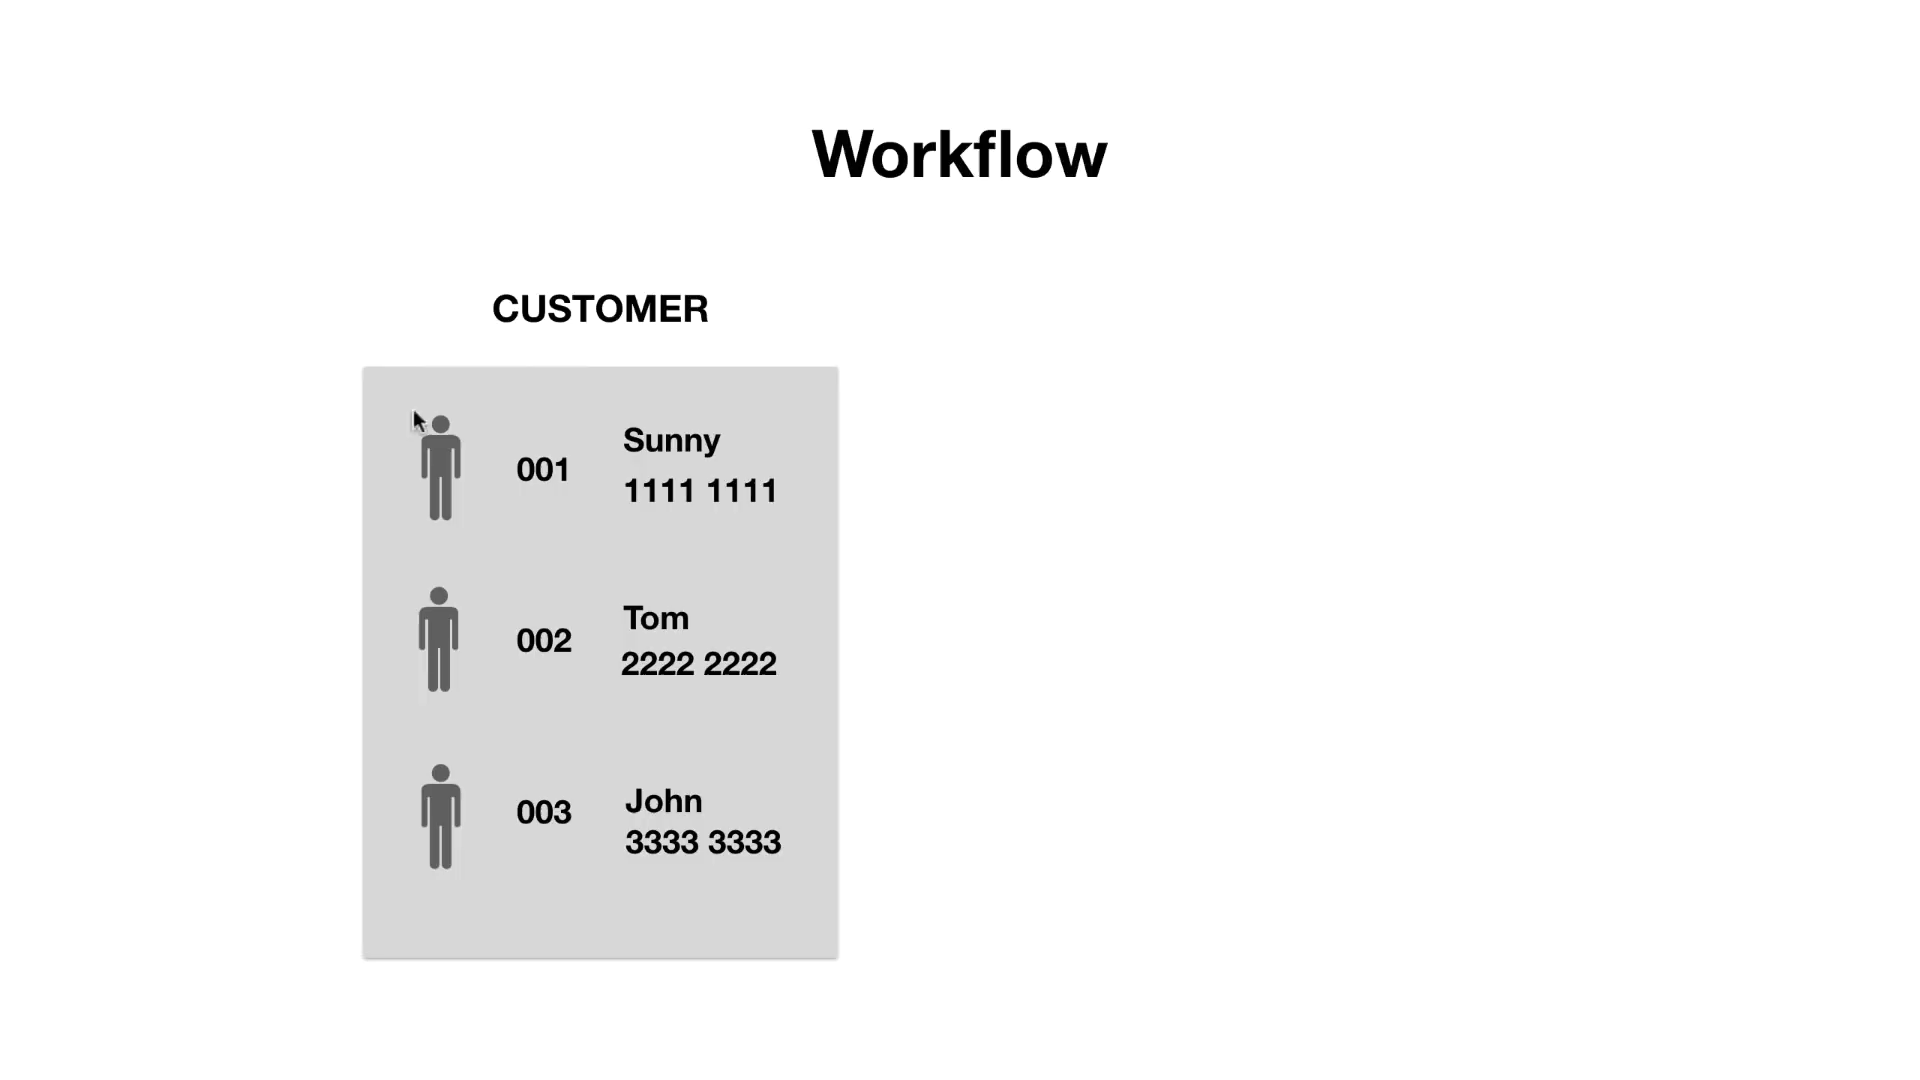 Workflow
CUSTOMER
001
Sunny
1111 1111
002
Tom
2222 2222
003
John
3333 3333